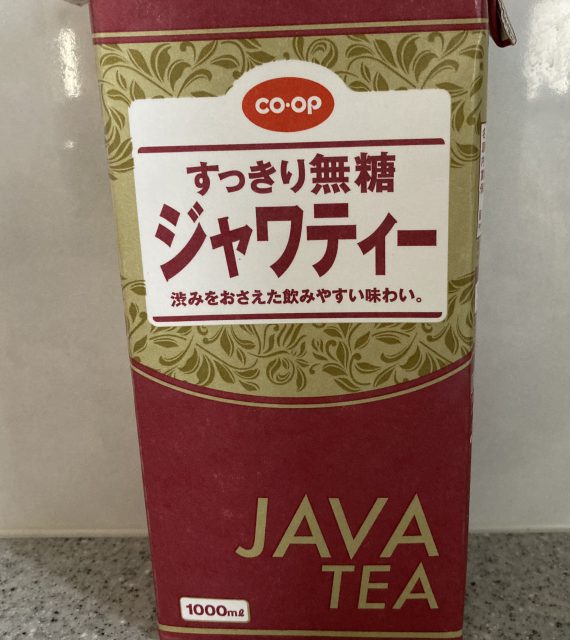 CO·OP
すっきり無糖
ジャワティー
渋みをおさえた飲みやすい味わい。
JAVA
TEA
1000mℓ